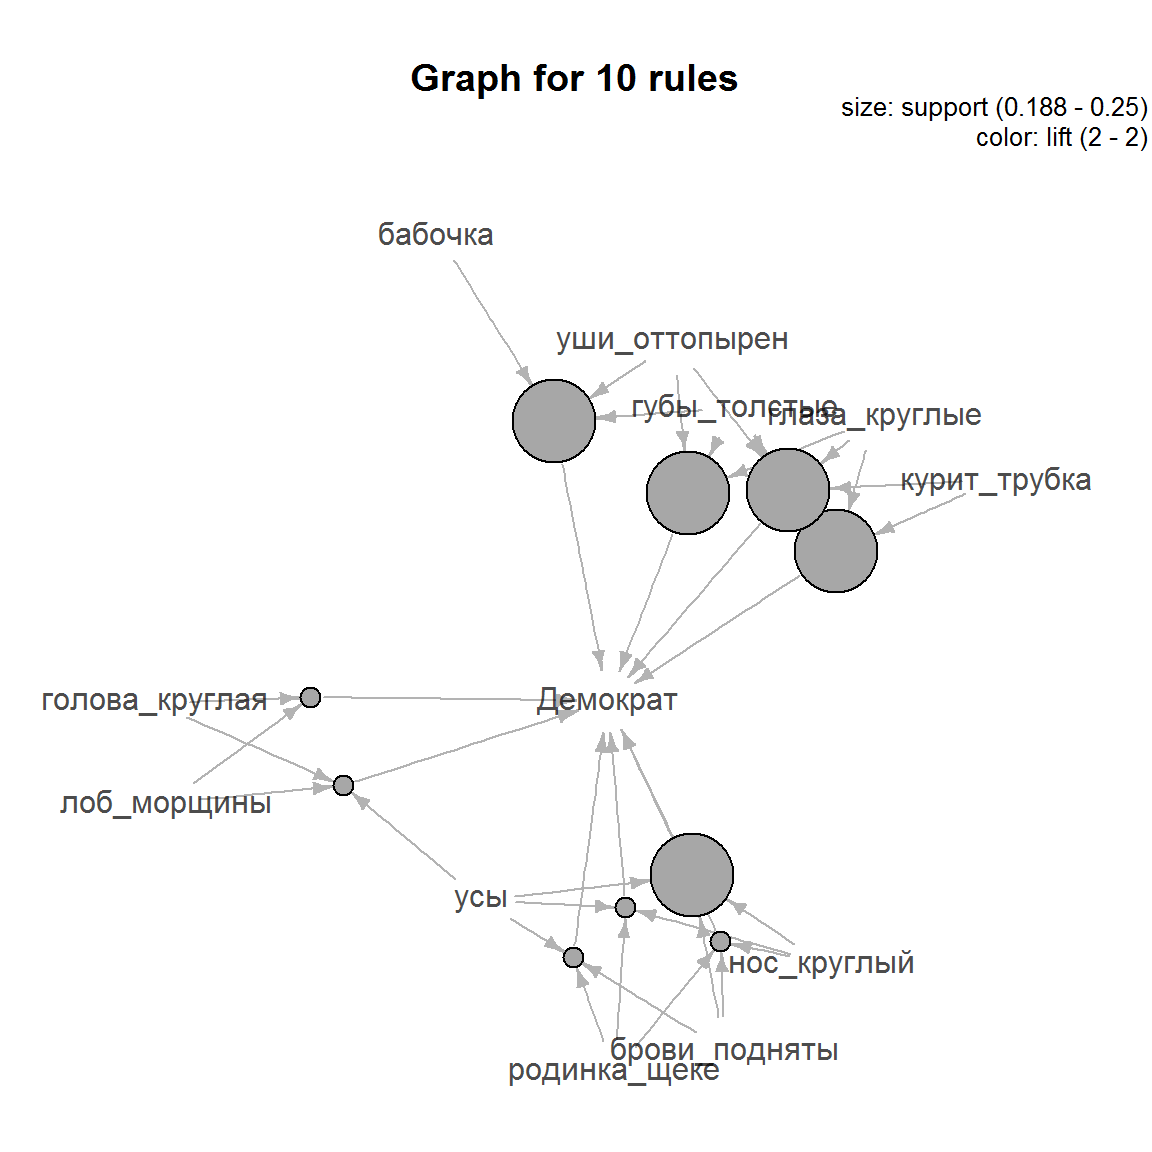 Graph for 10 rules
size: support (0.188 - 0.25)
color: lift (2 - 2)
бабочка
уши_оттопырен
губы_толстые
глаза_круглые
курит_трубка
голова_круглая
Демократ
лоб_морщины
усы
нос_круглый
брови_подняты
родинка_щеке